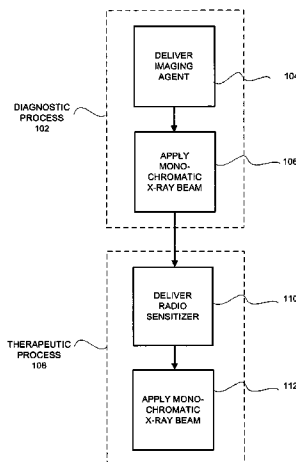 DELIVER
IMAGING
AGENT
104
DIAGNOSTIC
PROCESS
102
APPLY MONO-
CHROMATIC
X-RAY BEAM
106
DELIVER
RADIO
SENSITIZER
110
THERAPEUTIC
PROCESS
108
APPLY MONO-
CHROMATIC
X-RAY BEAM
112